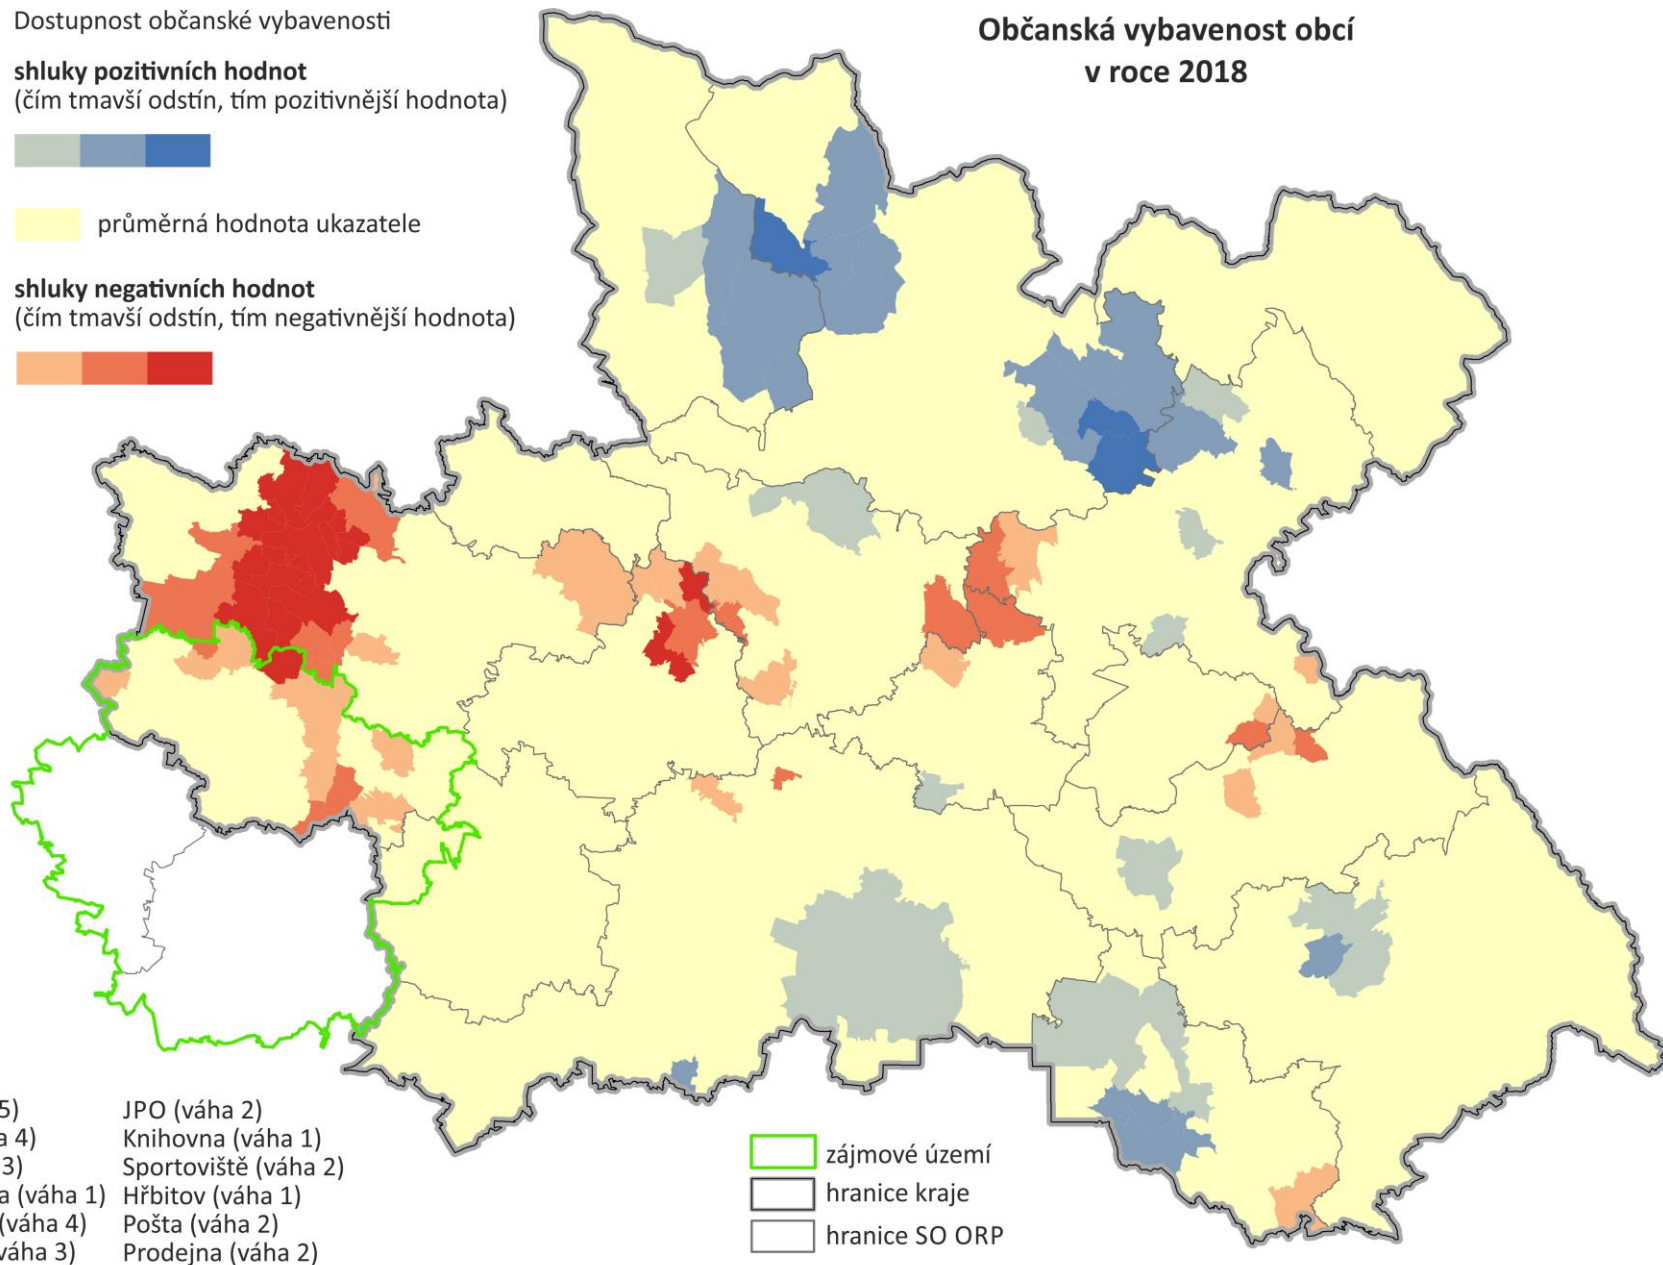 Dostupnost občanské vybavenosti
shluky pozitivních hodnot
(čím tmavší odstín, tím pozitivnější hodnota)
průměrná hodnota ukazatele
shluky negativních hodnot
(čím tmavší odstín, tím negativnější hodnota)
Občanská vybavenost obcí
v roce 2018
5) JPO (váha 2)
4) Knihovna (váha 1)
3) Sportoviště (váha 2)
a (váha 1) Hřbitov (váha 1)
(váha 4) Pošta (váha 2)
váha 3) Prodejna (váha 2)
zájmové území
hranice kraje
hranice SO ORP